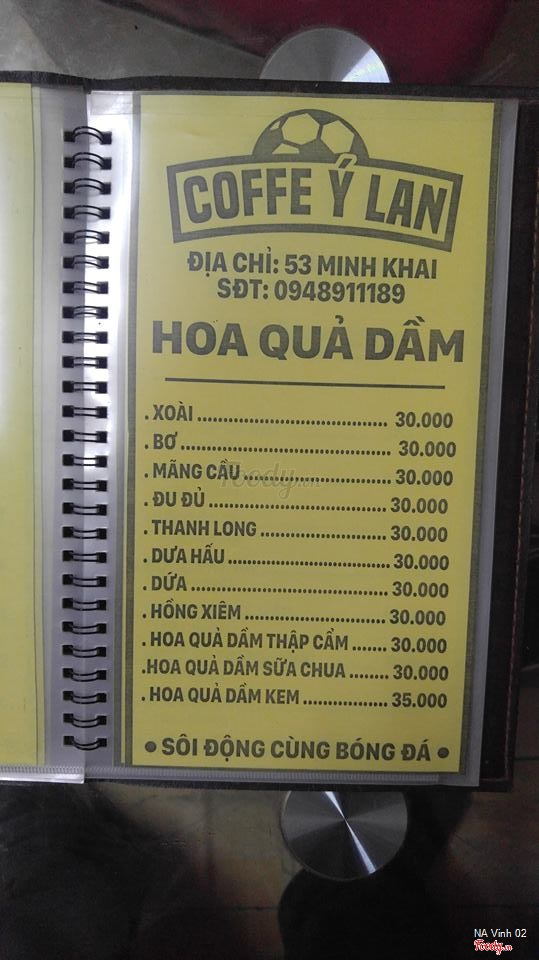 COFFE Ý LAN
ĐỊA CHỈ: 53 MINH KHAI
SĐT: 0948911189
HOA QUẢ DẦM
. XOÀI ..................................... 30.000
. BƠ ........................................ 30.000
. MÃNG CẦU ............................. 30.000
Foody.vn
. ĐU ĐỦ ................................... 30.000
. THANH LONG ......................... 30.000
. DƯA HẤU ............................... 30.000
. DỨA ...................................... 30.000
. HỒNG XIÊM ............................ 30.000
. HOA QUẢ DẦM THẬP CẨM ....... 30.000
.HOA QUẢ DẦM SỮA CHUA ........ 30.000
. HOA QUẢ DẦM KEM ................. 35.000
• SÔI ĐỘNG CÙNG BÓNG ĐÁ •
NA Vinh 02
Foody.vn